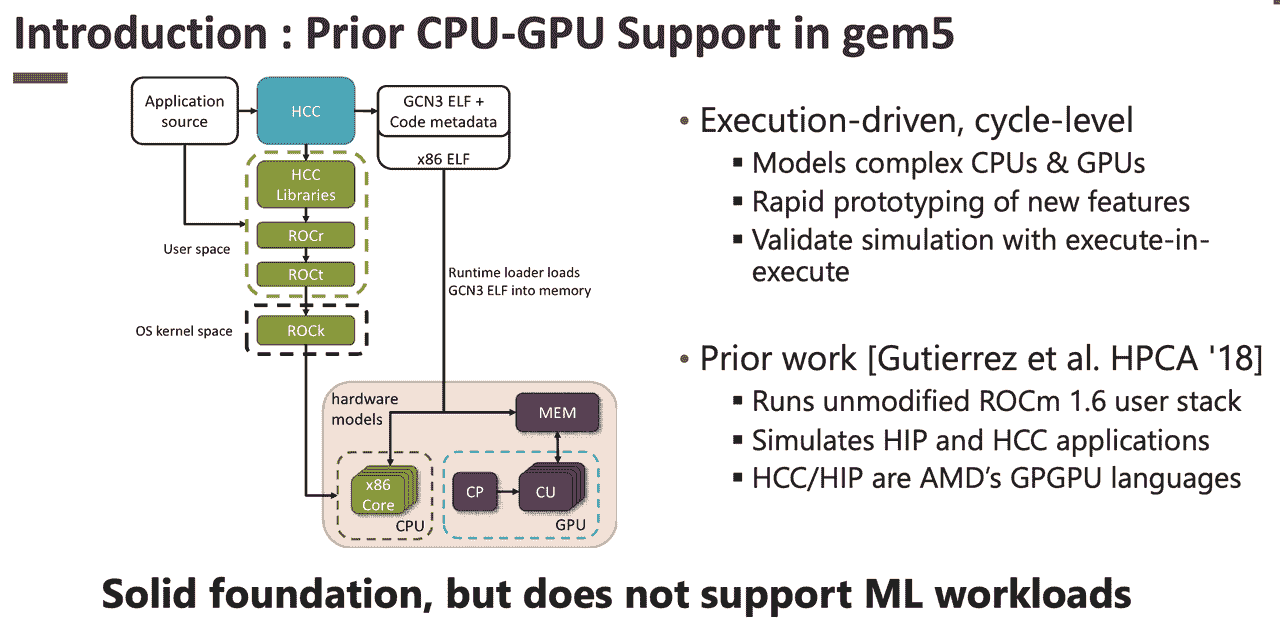 Introduction : Prior CPU-GPU Support in gem5
Application
source
HCC
GCN3 ELF +
Code metadata
x86 ELF
HCC
Libraries
ROCr
User space
ROCt
Runtime loader loads
GCN3 ELF into memory
OS kernel space
ROCk
hardware
models
MEM
x86
Core
CPU
CP
CU
GPU
• Execution-driven, cycle-level
▪ Models complex CPUs & GPUs
▪ Rapid prototyping of new features
▪ Validate simulation with execute-in-
execute
• Prior work [Gutierrez et al. HPCA '18]
▪ Runs unmodified ROCm 1.6 user stack
▪ Simulates HIP and HCC applications
▪ HCC/HIP are AMD’s GPGPU languages
Solid foundation, but does not support ML workloads